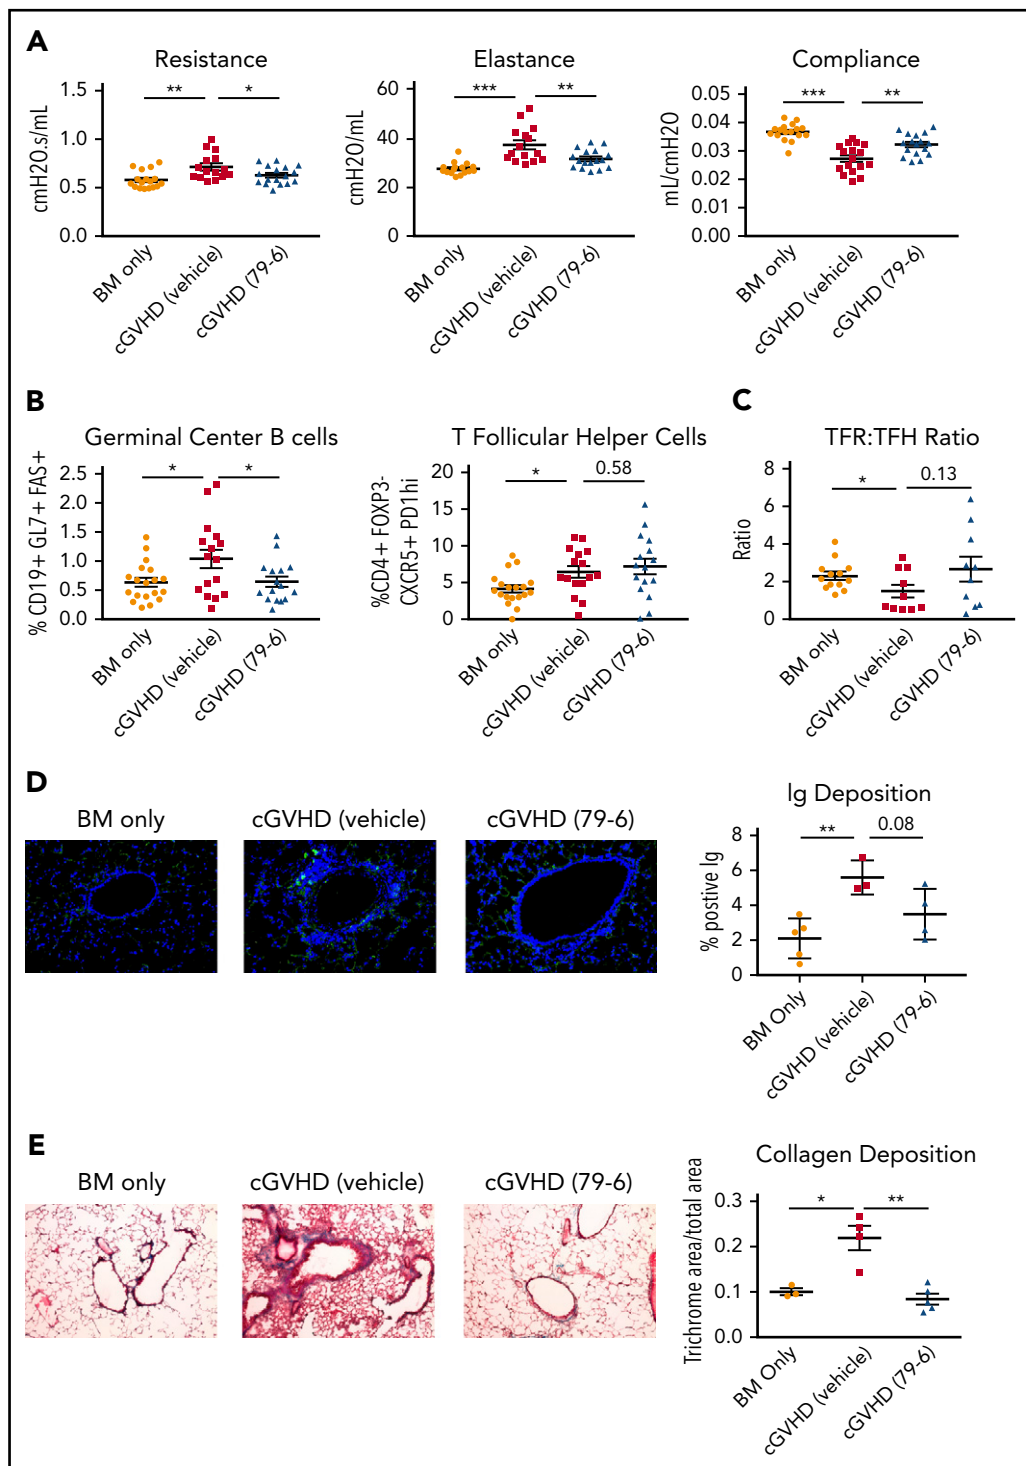 A
Resistance
Elastance
Compliance
** *
*** **
*** **
cmH2O.s/mL
1.5
1.0
0.5
0.0
cmH2O/mL
60
40
20
0
mL/cmH2O
0.05
0.04
0.03
0.02
0.01
0.00
BM only
cGVHD (vehicle)
cGVHD (79-6)
BM only
cGVHD (vehicle)
cGVHD (79-6)
BM only
cGVHD (vehicle)
cGVHD (79-6)
B
Germinal Center B cells
T Follicular Helper Cells
* *
* 0.58
% CD19+ GL7+ FAS+
2.5
2.0
1.5
1.0
0.5
0.0
%CD4+ FOXP3-
CXCR5+ PD1hi
20
15
10
5
0
BM only
cGVHD (vehicle)
cGVHD (79-6)
BM only
cGVHD (vehicle)
cGVHD (79-6)
C
TFR:TFH Ratio
* 0.13
Ratio
8
6
4
2
0
BM only
cGVHD (vehicle)
cGVHD (79-6)
D
BM only
cGVHD (vehicle)
cGVHD (79-6)
Ig Deposition
** 0.08
% postive Ig
8
6
4
2
0
BM Only
cGVHD (vehicle)
cGVHD (79-6)
E
BM only
cGVHD (vehicle)
cGVHD (79-6)
Collagen Deposition
* **
Trichrome area/total area
0.3
0.2
0.1
0.0
BM Only
cGVHD (vehicle)
cGVHD (79-6)